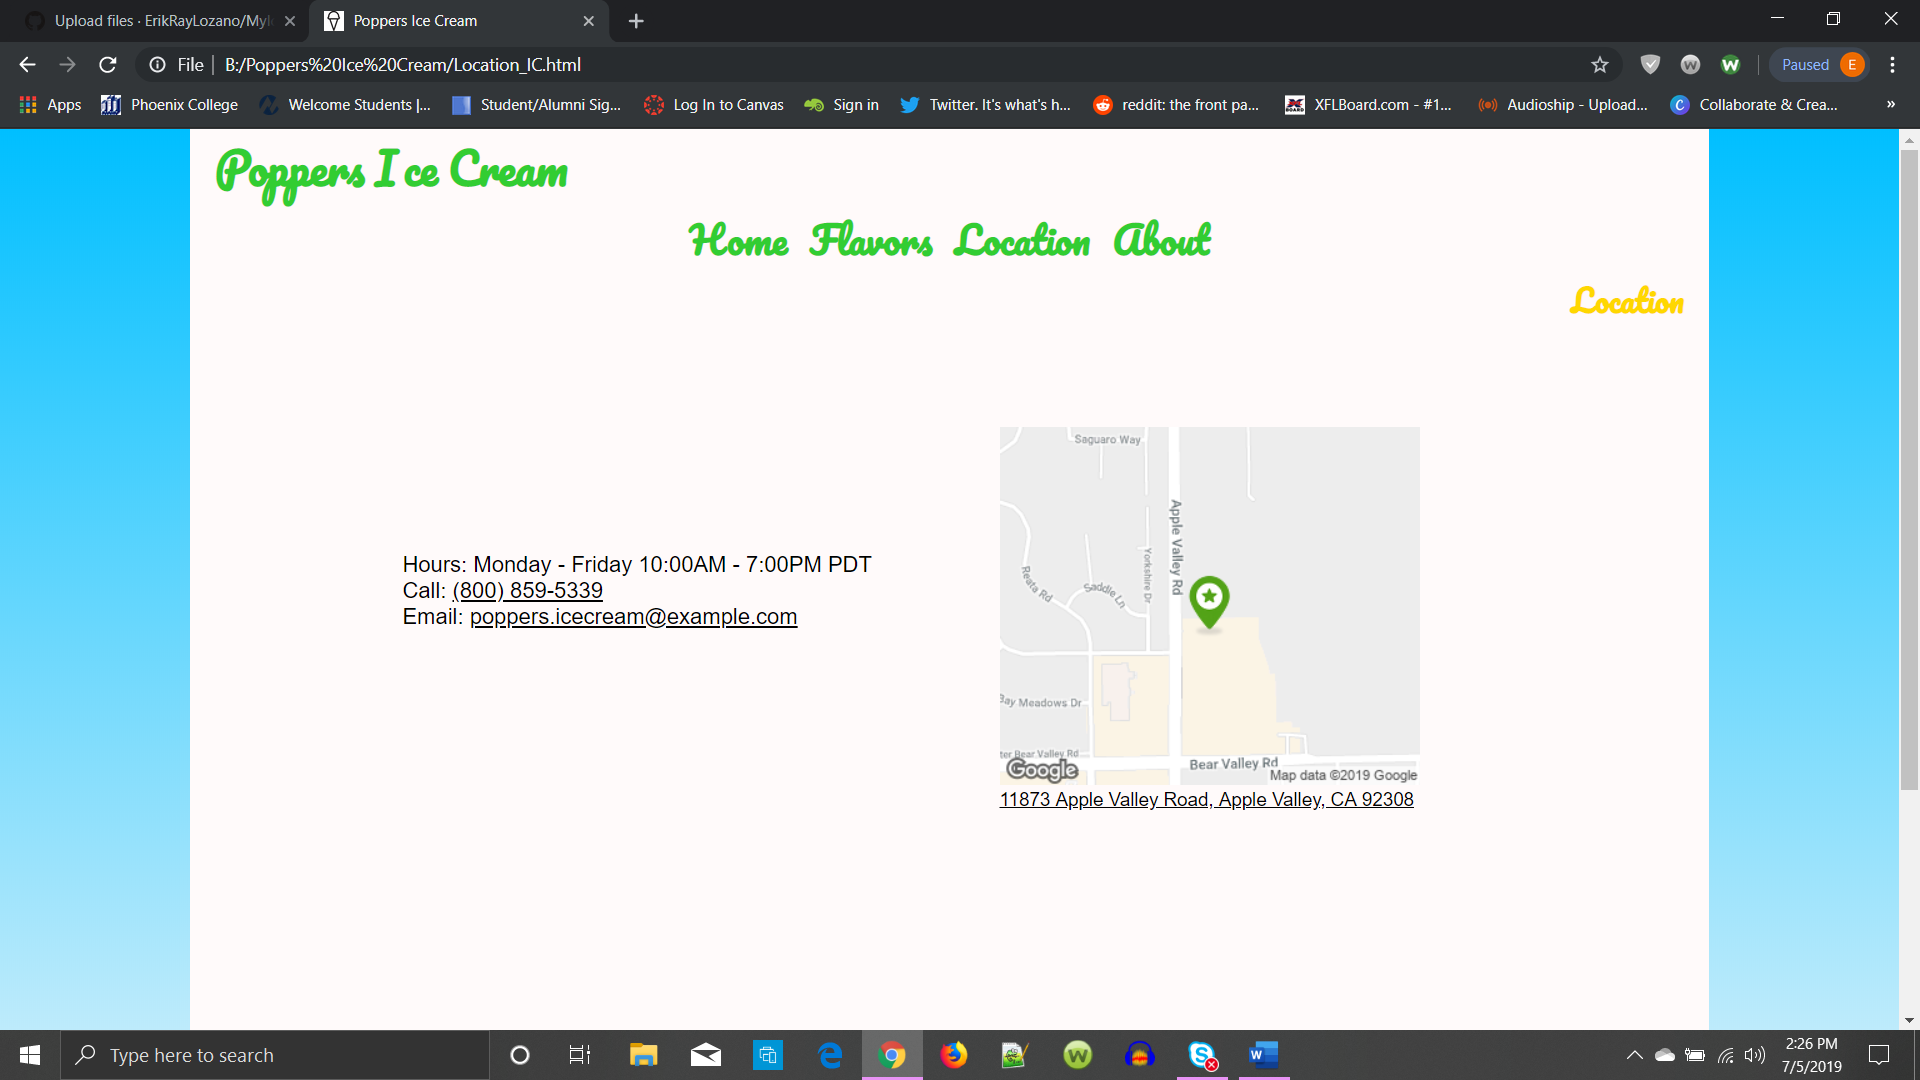 Upload files · ErikRayLozano/MyI
Poppers Ice Cream
File
B:/Poppers%20Ice%20Cream/Location_IC.html
Paused
E
Apps
Phoenix College
Welcome Students |...
Student/Alumni Sig...
Log In to Canvas
Sign in
Twitter. It's what's h...
reddit: the front pa...
XFLBoard.com - #1...
Audioship - Upload...
Collaborate & Crea...
»
Poppers Ice Cream
Home Flavors Location About
Location
Hours: Monday - Friday 10:00AM - 7:00PM PDT
Call: (800) 859-5339
Email: poppers.icecream@example.com
Saguaro Way
Apple Valley Rd
Yorkshire Dr
Reata Rd
Saddle Ln
Bay Meadows Dr
ter Bear Valley Rd
Bear Valley Rd
Google
Map data ©2019 Google
11873 Apple Valley Road, Apple Valley, CA 92308
Type here to search
2:26 PM
7/5/2019